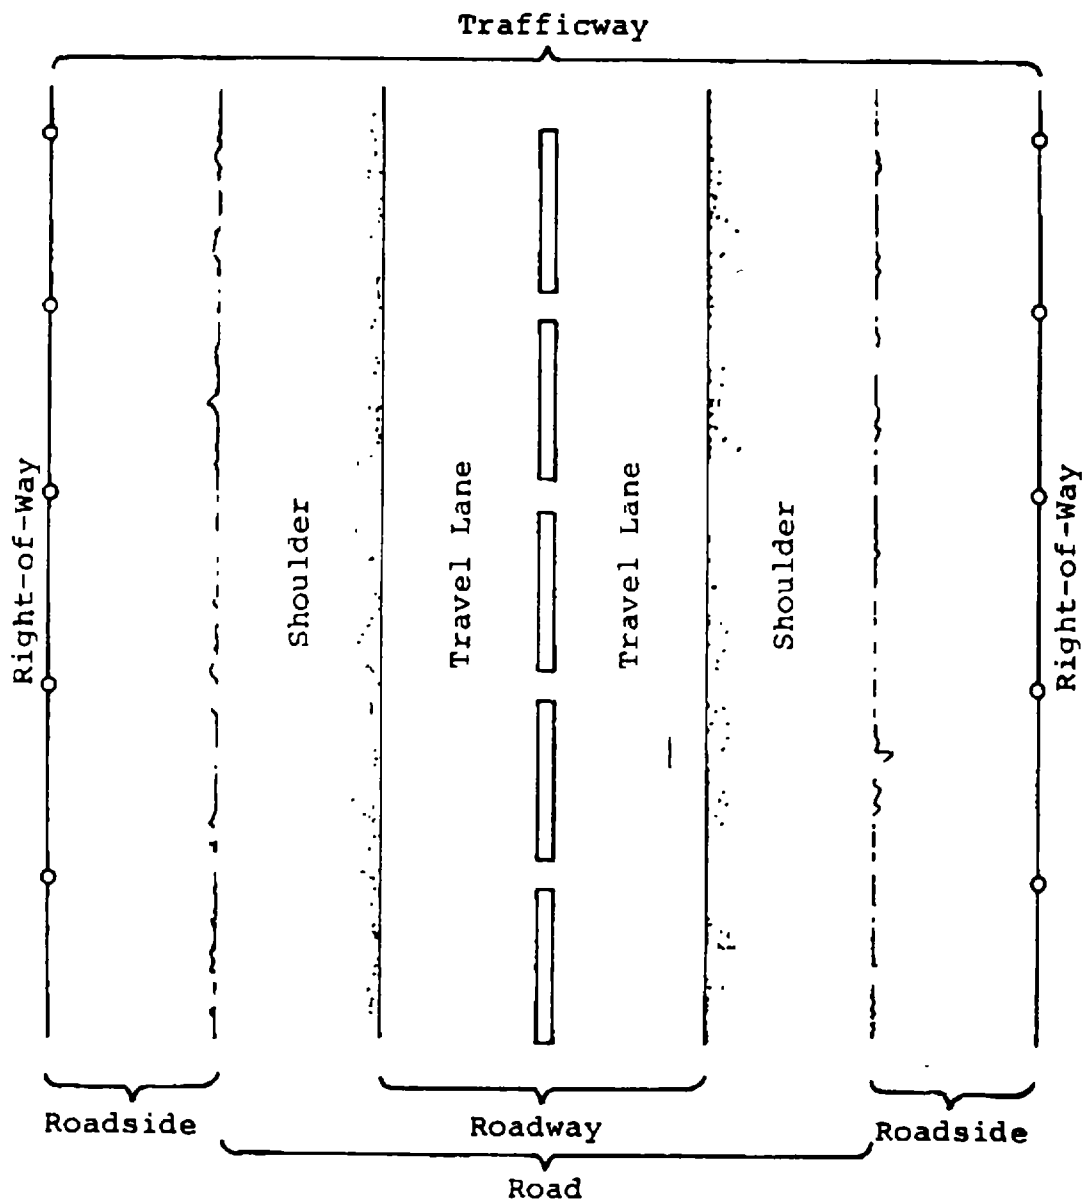 Trafficway
Right-of-Way
Shoulder
Travel Lane
Travel Lane
Shoulder
Right-of-Way
Roadside
Roadway
Roadside
Road